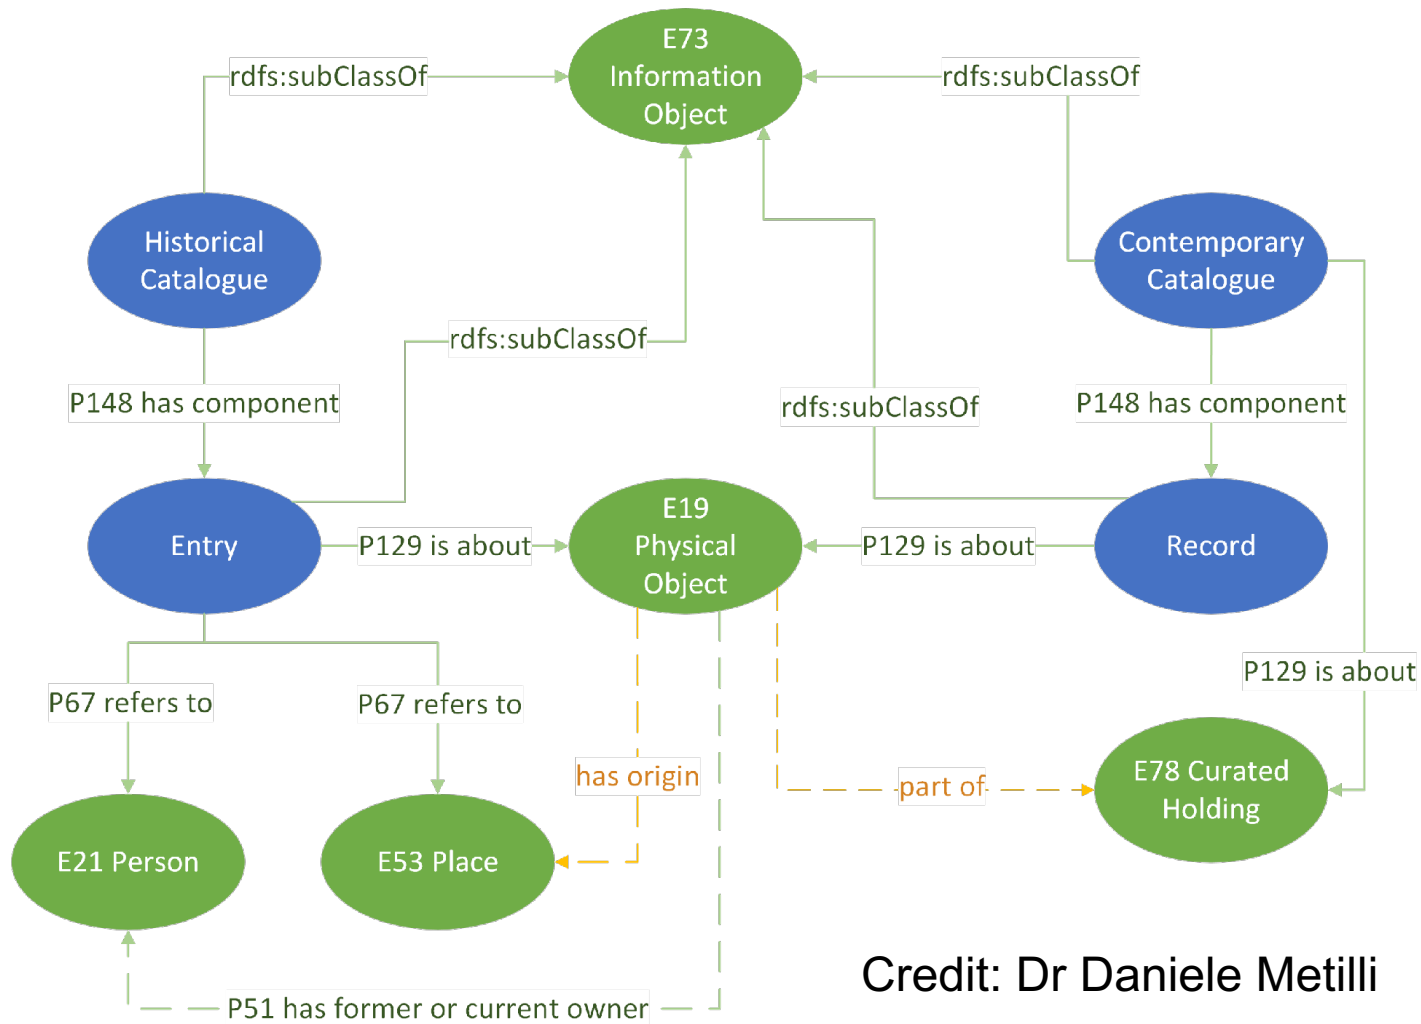 E73
Information
Object
rdfs:subClassOf
rdfs:subClassOf
Historical
Catalogue
Contemporary
Catalogue
rdfs:subClassOf
P148 has component
rdfs:subClassOf
P148 has component
Entry
P129 is about
E19
Physical
Object
P129 is about
Record
P67 refers to
P67 refers to
P129 is about
has origin
part of
E78 Curated
Holding
E21 Person
E53 Place
P51 has former or current owner
Credit: Dr Daniele Metilli